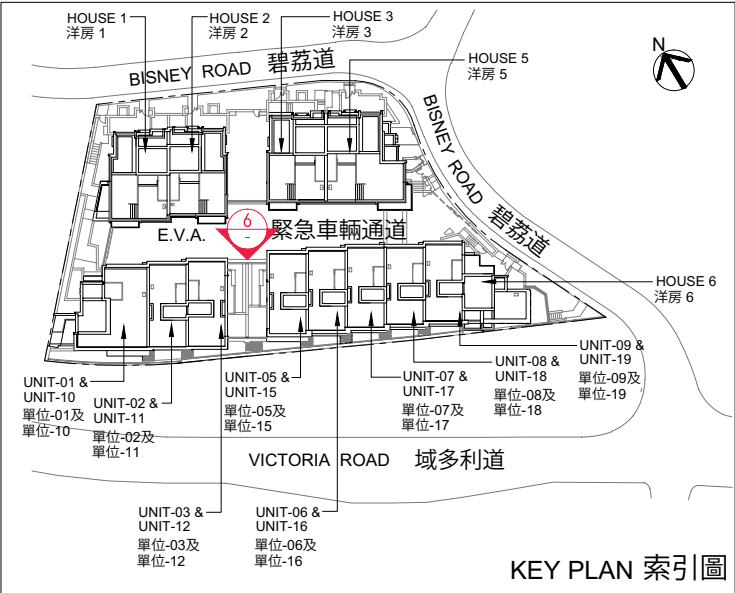 HOUSE 1
洋房 1
HOUSE 2
洋房 2
HOUSE 3
洋房 3
HOUSE 5
洋房 5
N
BISNEY ROAD 碧荔道
BISNEY ROAD 碧荔道
E.V.A. 緊急車輛通道
6
-
HOUSE 6
洋房 6
UNIT-01 &
UNIT-10
單位-01及
單位-10
UNIT-02 &
UNIT-11
單位-02及
單位-11
UNIT-05 &
UNIT-15
單位-05及
單位-15
UNIT-07 &
UNIT-17
單位-07及
單位-17
UNIT-08 &
UNIT-18
單位-08及
單位-18
UNIT-09 &
UNIT-19
單位-09及
單位-19
VICTORIA ROAD 域多利道
UNIT-03 &
UNIT-12
單位-03及
單位-12
UNIT-06 &
UNIT-16
單位-06及
單位-16
KEY PLAN 索引圖